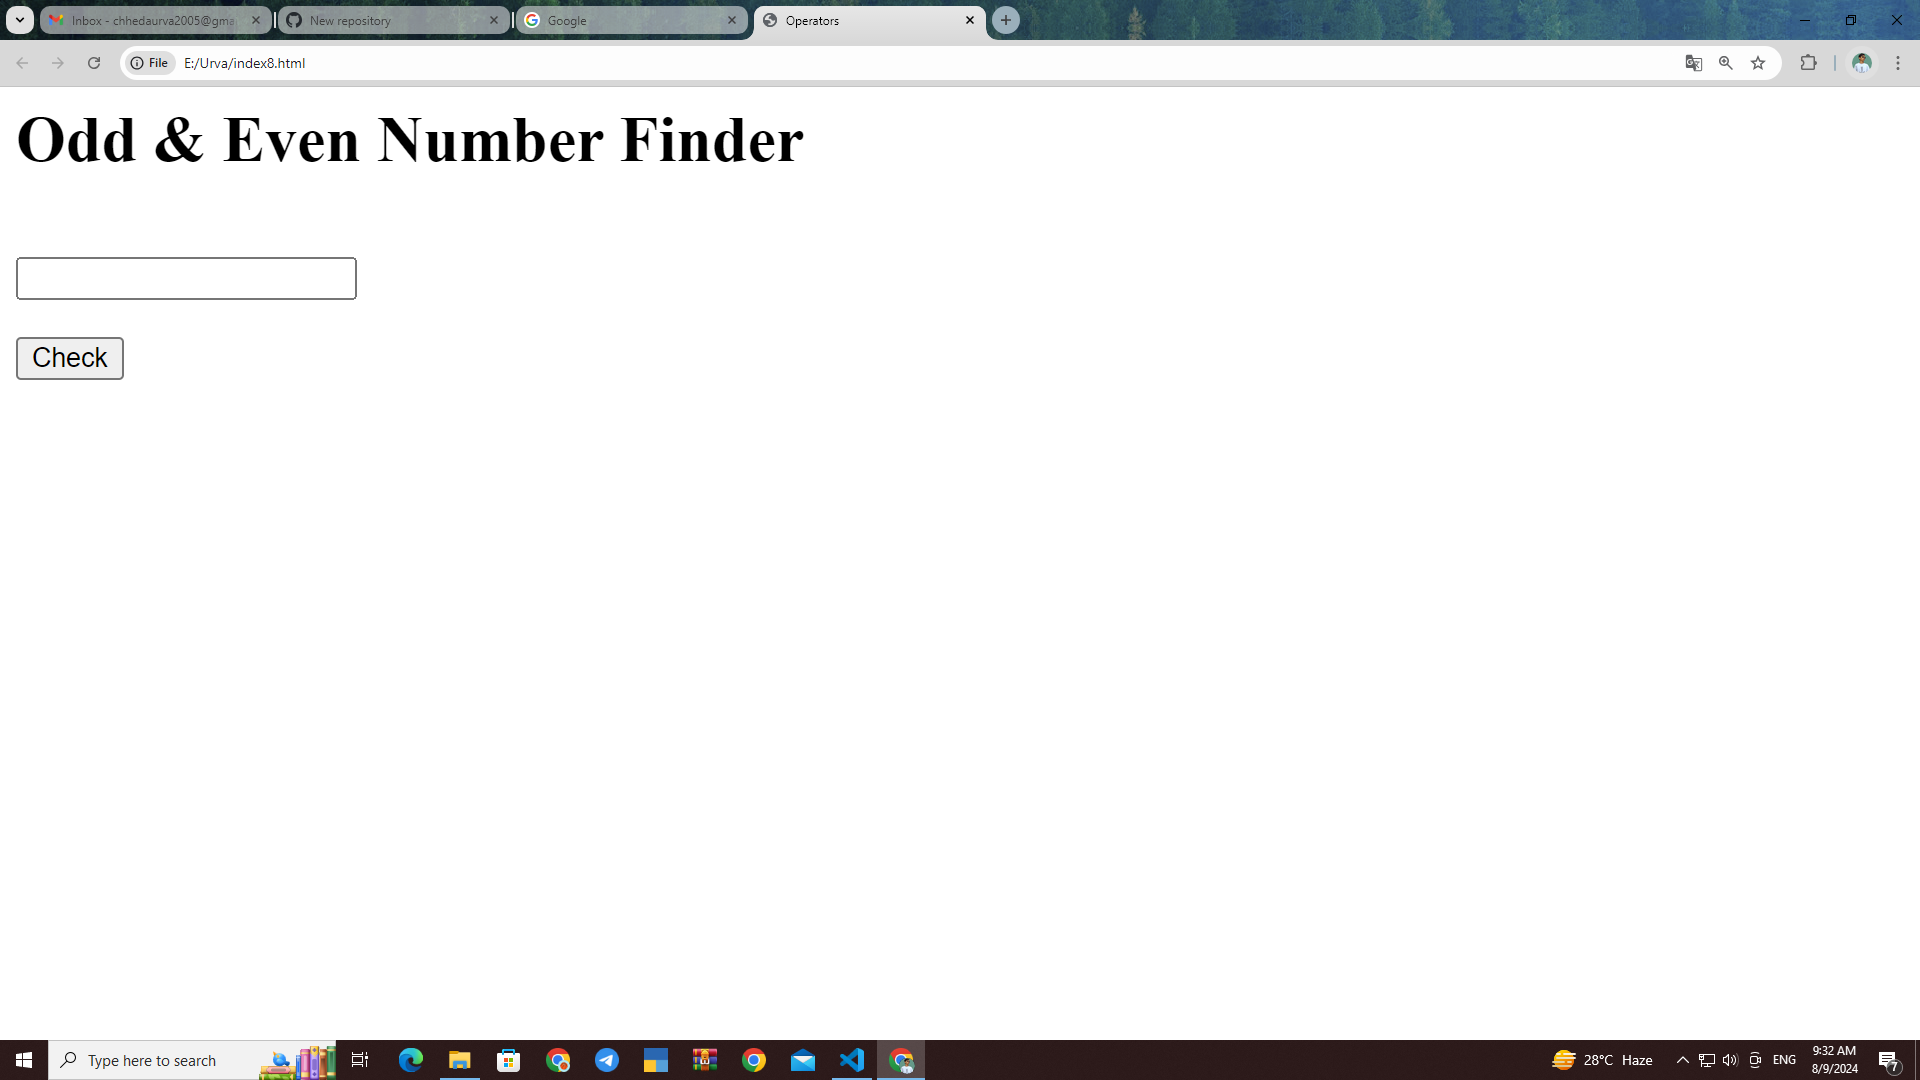 Inbox - chhedaurva2005@gma
New repository
Google
Operators
File
E:/Urva/index8.html
Odd & Even Number Finder
Check
Type here to search
28°C Haze
ENG
9:32 AM
8/9/2024
7